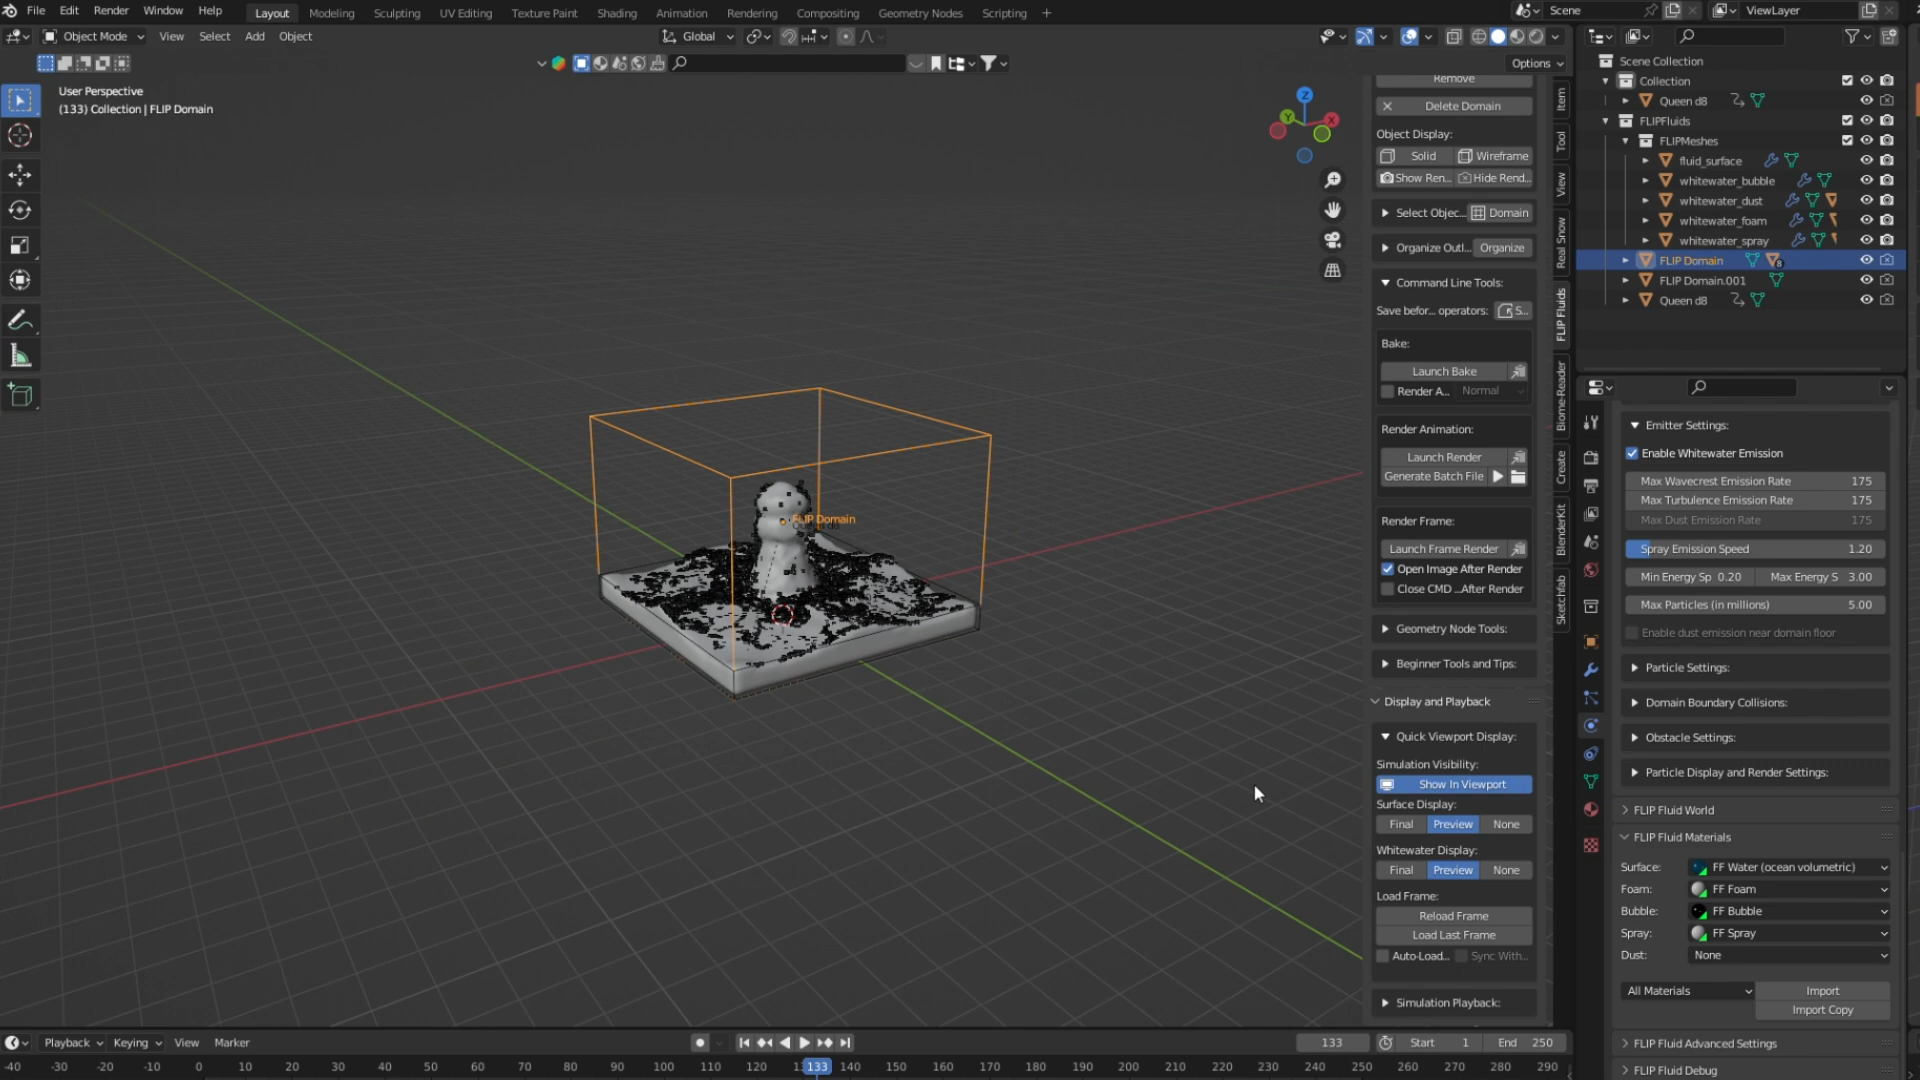 File Edit Render Window Help
Layout Modeling Sculpting UV Editing Texture Paint Shading Animation Rendering Compositing Geometry Nodes Scripting +
Scene
ViewLayer
Object Mode View Select Add Object
Global
Options
User Perspective
(133) Collection | FLIP Domain
Z
Y
X
FLIP Domain
Remove
Delete Domain
Object Display:
Solid Wireframe
Show Ren... Hide Rend...
Select Objec... Domain
Organize Outl... Organize
Command Line Tools:
Save befor... operators: S...
Bake:
Launch Bake
Render A... Normal
Render Animation:
Launch Render
Generate Batch File
Render Frame:
Launch Frame Render
Open Image After Render
Close CMD ...After Render
Geometry Node Tools:
Beginner Tools and Tips:
Display and Playback
Quick Viewport Display:
Simulation Visibility:
Show In Viewport
Surface Display:
Final Preview None
Whitewater Display:
Final Preview None
Load Frame:
Reload Frame
Load Last Frame
Auto-Load... Sync With...
Simulation Playback:
Item
Tool
View
Real Snow
FLIP Fluids
Biome-Reader
Create
BlenderKit
Sketchfab
Scene Collection
Collection
Queen d8
FLIPFluids
FLIPMeshes
fluid_surface
whitewater_bubble
whitewater_dust
whitewater_foam
whitewater_spray
FLIP Domain 8
FLIP Domain.001
Queen d8
Emitter Settings:
Enable Whitewater Emission
Max Wavecrest Emission Rate 175
Max Turbulence Emission Rate 175
Max Dust Emission Rate 175
Spray Emission Speed 1.20
Min Energy Sp 0.20 Max Energy S 3.00
Max Particles (in millions) 5.00
Enable dust emission near domain floor
Particle Settings:
Domain Boundary Collisions:
Obstacle Settings:
Particle Display and Render Settings:
FLIP Fluid World
FLIP Fluid Materials
Surface: FF Water (ocean volumetric)
Foam: FF Foam
Bubble: FF Bubble
Spray: FF Spray
Dust: None
All Materials Import
Import Copy
FLIP Fluid Advanced Settings
FLIP Fluid Debug
Playback Keying View Marker
133 Start 1 End 250
-40 -30 -20 -10 0 10 20 30 40 50 60 70 80 90 100 110 120 133 140 150 160 170 180 190 200 210 220 230 240 250 260 270 280 290